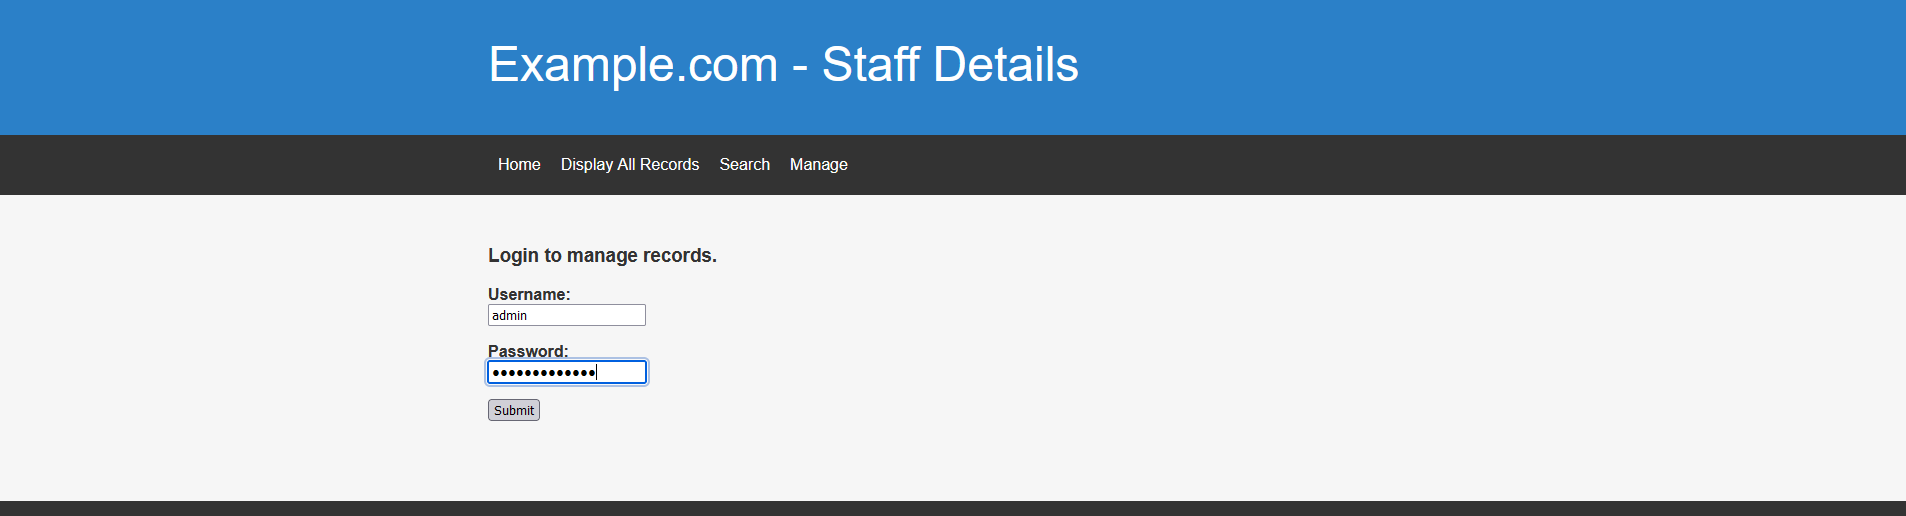 Example.com - Staff Details
Home Display All Records Search Manage
Login to manage records.
Username:
admin
Password:
•••••••••••••
Submit